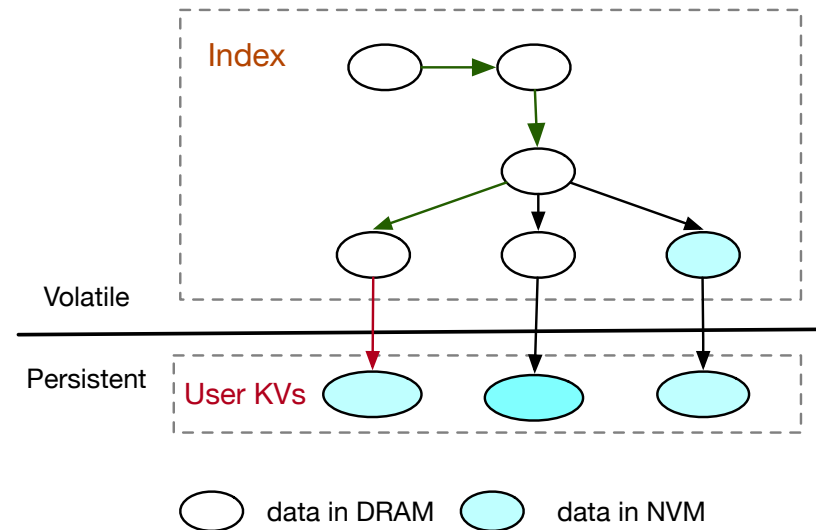 Index
Volatile
Persistent
User KVs
data in DRAM
data in NVM